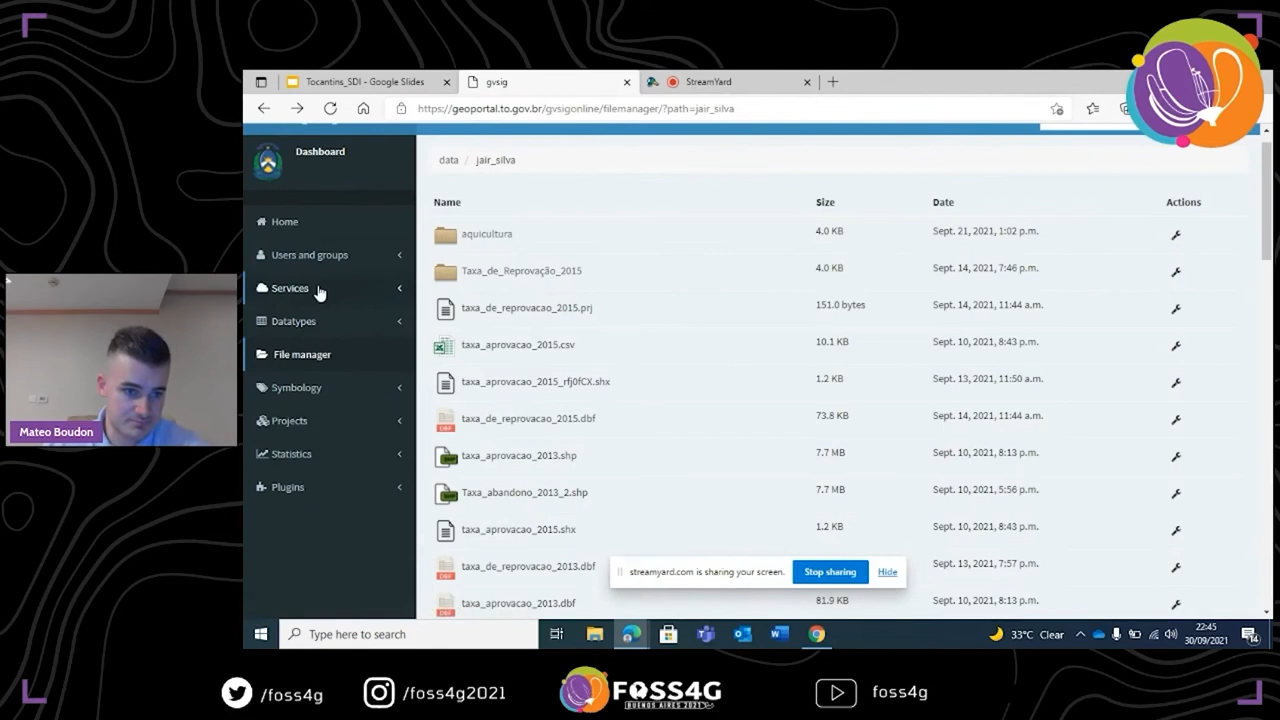 Tocantins_SDI - Google Slides
gvsig
StreamYard
https://geoportal.to.gov.br/gvsigonline/filemanager/?path=jair_silva
Dashboard
data / jair_silva
Home
Users and groups
Services
Datatypes
File manager
Symbology
Projects
Statistics
Plugins
Name Size Date Actions
aquicultura 4.0 KB Sept. 21, 2021, 1:02 p.m.
Taxa_de_Reprovação_2015 4.0 KB Sept. 14, 2021, 7:46 p.m.
taxa_de_reprovacao_2015.prj 151.0 bytes Sept. 14, 2021, 11:44 a.m.
taxa_aprovacao_2015.csv 10.1 KB Sept. 10, 2021, 8:43 p.m.
taxa_aprovacao_2015_rfj0fCX.shx 1.2 KB Sept. 13, 2021, 11:50 a.m.
taxa_de_reprovacao_2015.dbf 73.8 KB Sept. 14, 2021, 11:44 a.m.
taxa_aprovacao_2013.shp 7.7 MB Sept. 10, 2021, 8:13 p.m.
Taxa_abandono_2013_2.shp 7.7 MB Sept. 10, 2021, 5:56 p.m.
taxa_aprovacao_2015.shx 1.2 KB Sept. 10, 2021, 8:43 p.m.
taxa_de_reprovacao_2013.dbf Sept. 13, 2021, 7:57 p.m.
taxa_aprovacao_2013.dbf 81.9 KB Sept. 10, 2021, 8:13 p.m.
streamyard.com is sharing your screen. Stop sharing Hide
Mateo Boudon
Type here to search
33°C Clear
22:45
30/09/2021
14
/foss4g
/foss4g2021
FOSS4G
BUENOS AIRES 2021
foss4g